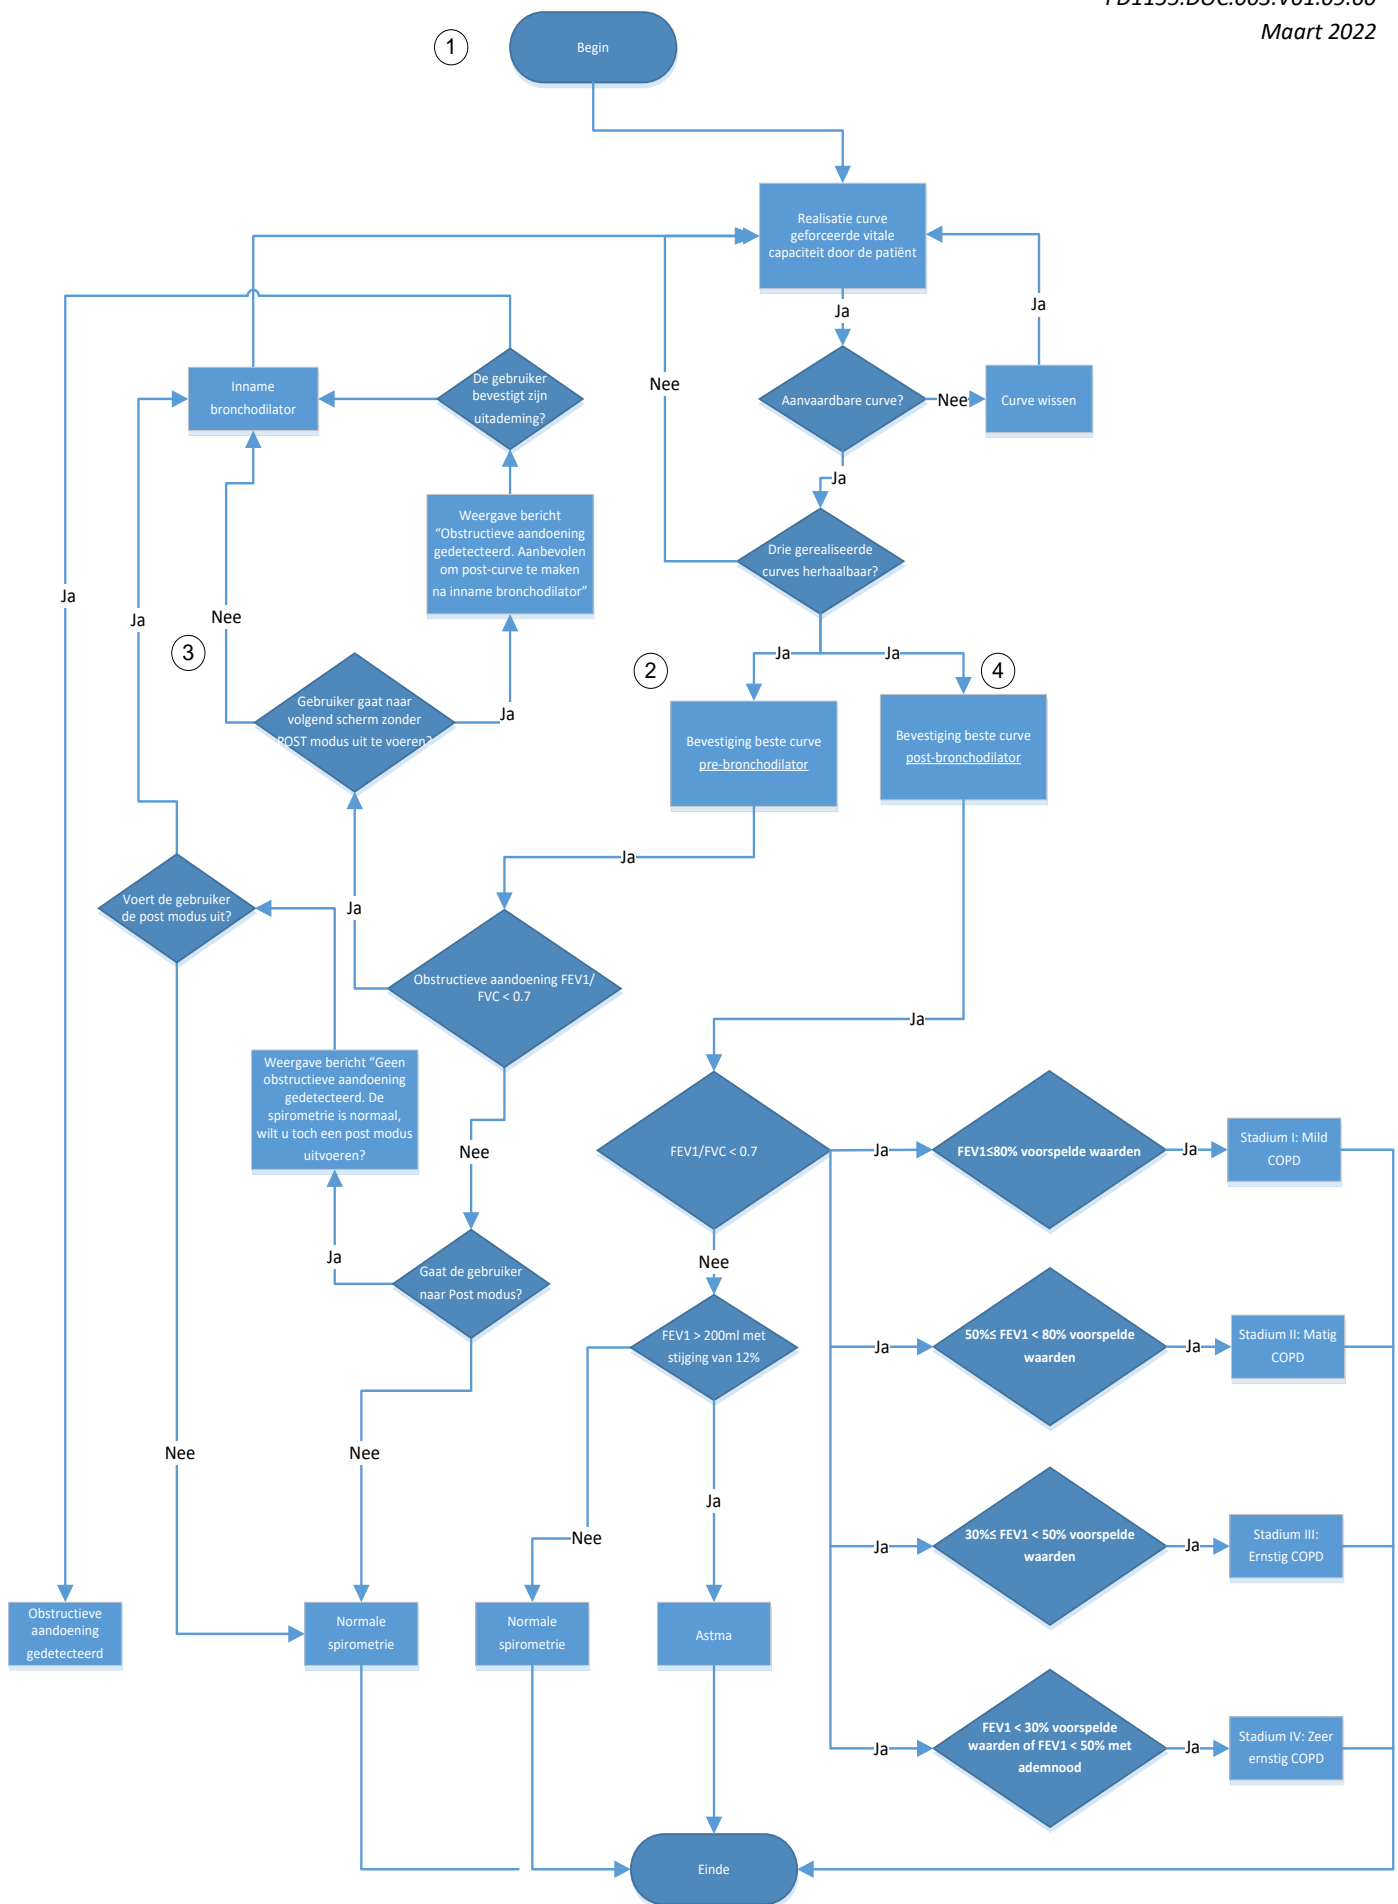 Maart 2022
1
Begin
Realisatie curve
geforceerde vitale
capaciteit door de patiënt
Ja
Ja
De gebruiker
bevestigt zijn
uitademing?
Inname
bronchodilator
Nee
Aanvaardbare curve?
Nee
Curve wissen
Ja
Weergave bericht
“Obstructieve aandoening
gedetecteerd. Aanbevolen
om post-curve te maken
na inname bronchodilator”
Drie gerealiseerde
curves herhaalbaar?
Ja
Ja
Nee
3
Ja
Ja
2
4
Gebruiker gaat naar
volgend scherm zonder
POST modus uit te voeren?
Ja
Bevestiging beste curve
pre-bronchodilator
Bevestiging beste curve
post-bronchodilator
Ja
Voert de gebruiker
de post modus uit?
Ja
Obstructieve aandoening FEV1/
FVC < 0.7
Ja
Weergave bericht “Geen
obstructieve aandoening
gedetecteerd. De
spirometrie is normaal,
wilt u toch een post modus
uitvoeren?
Nee
FEV1/FVC < 0.7
Ja
FEV1≤80% voorspelde waarden
Ja
Stadium I: Mild
COPD
Ja
Gaat de gebruiker
naar Post modus?
Nee
FEV1 > 200ml met
stijging van 12%
Ja
50%≤ FEV1 < 80% voorspelde
waarden
Ja
Stadium II: Matig
COPD
Nee
Nee
Ja
Nee
Ja
30%≤ FEV1 < 50% voorspelde
waarden
Ja
Stadium III:
Ernstig COPD
Obstructieve
aandoening
gedetecteerd
Normale
spirometrie
Normale
spirometrie
Astma
Ja
FEV1 < 30% voorspelde
waarden of FEV1 < 50% met
ademnood
Ja
Stadium IV: Zeer
ernstig COPD
Einde